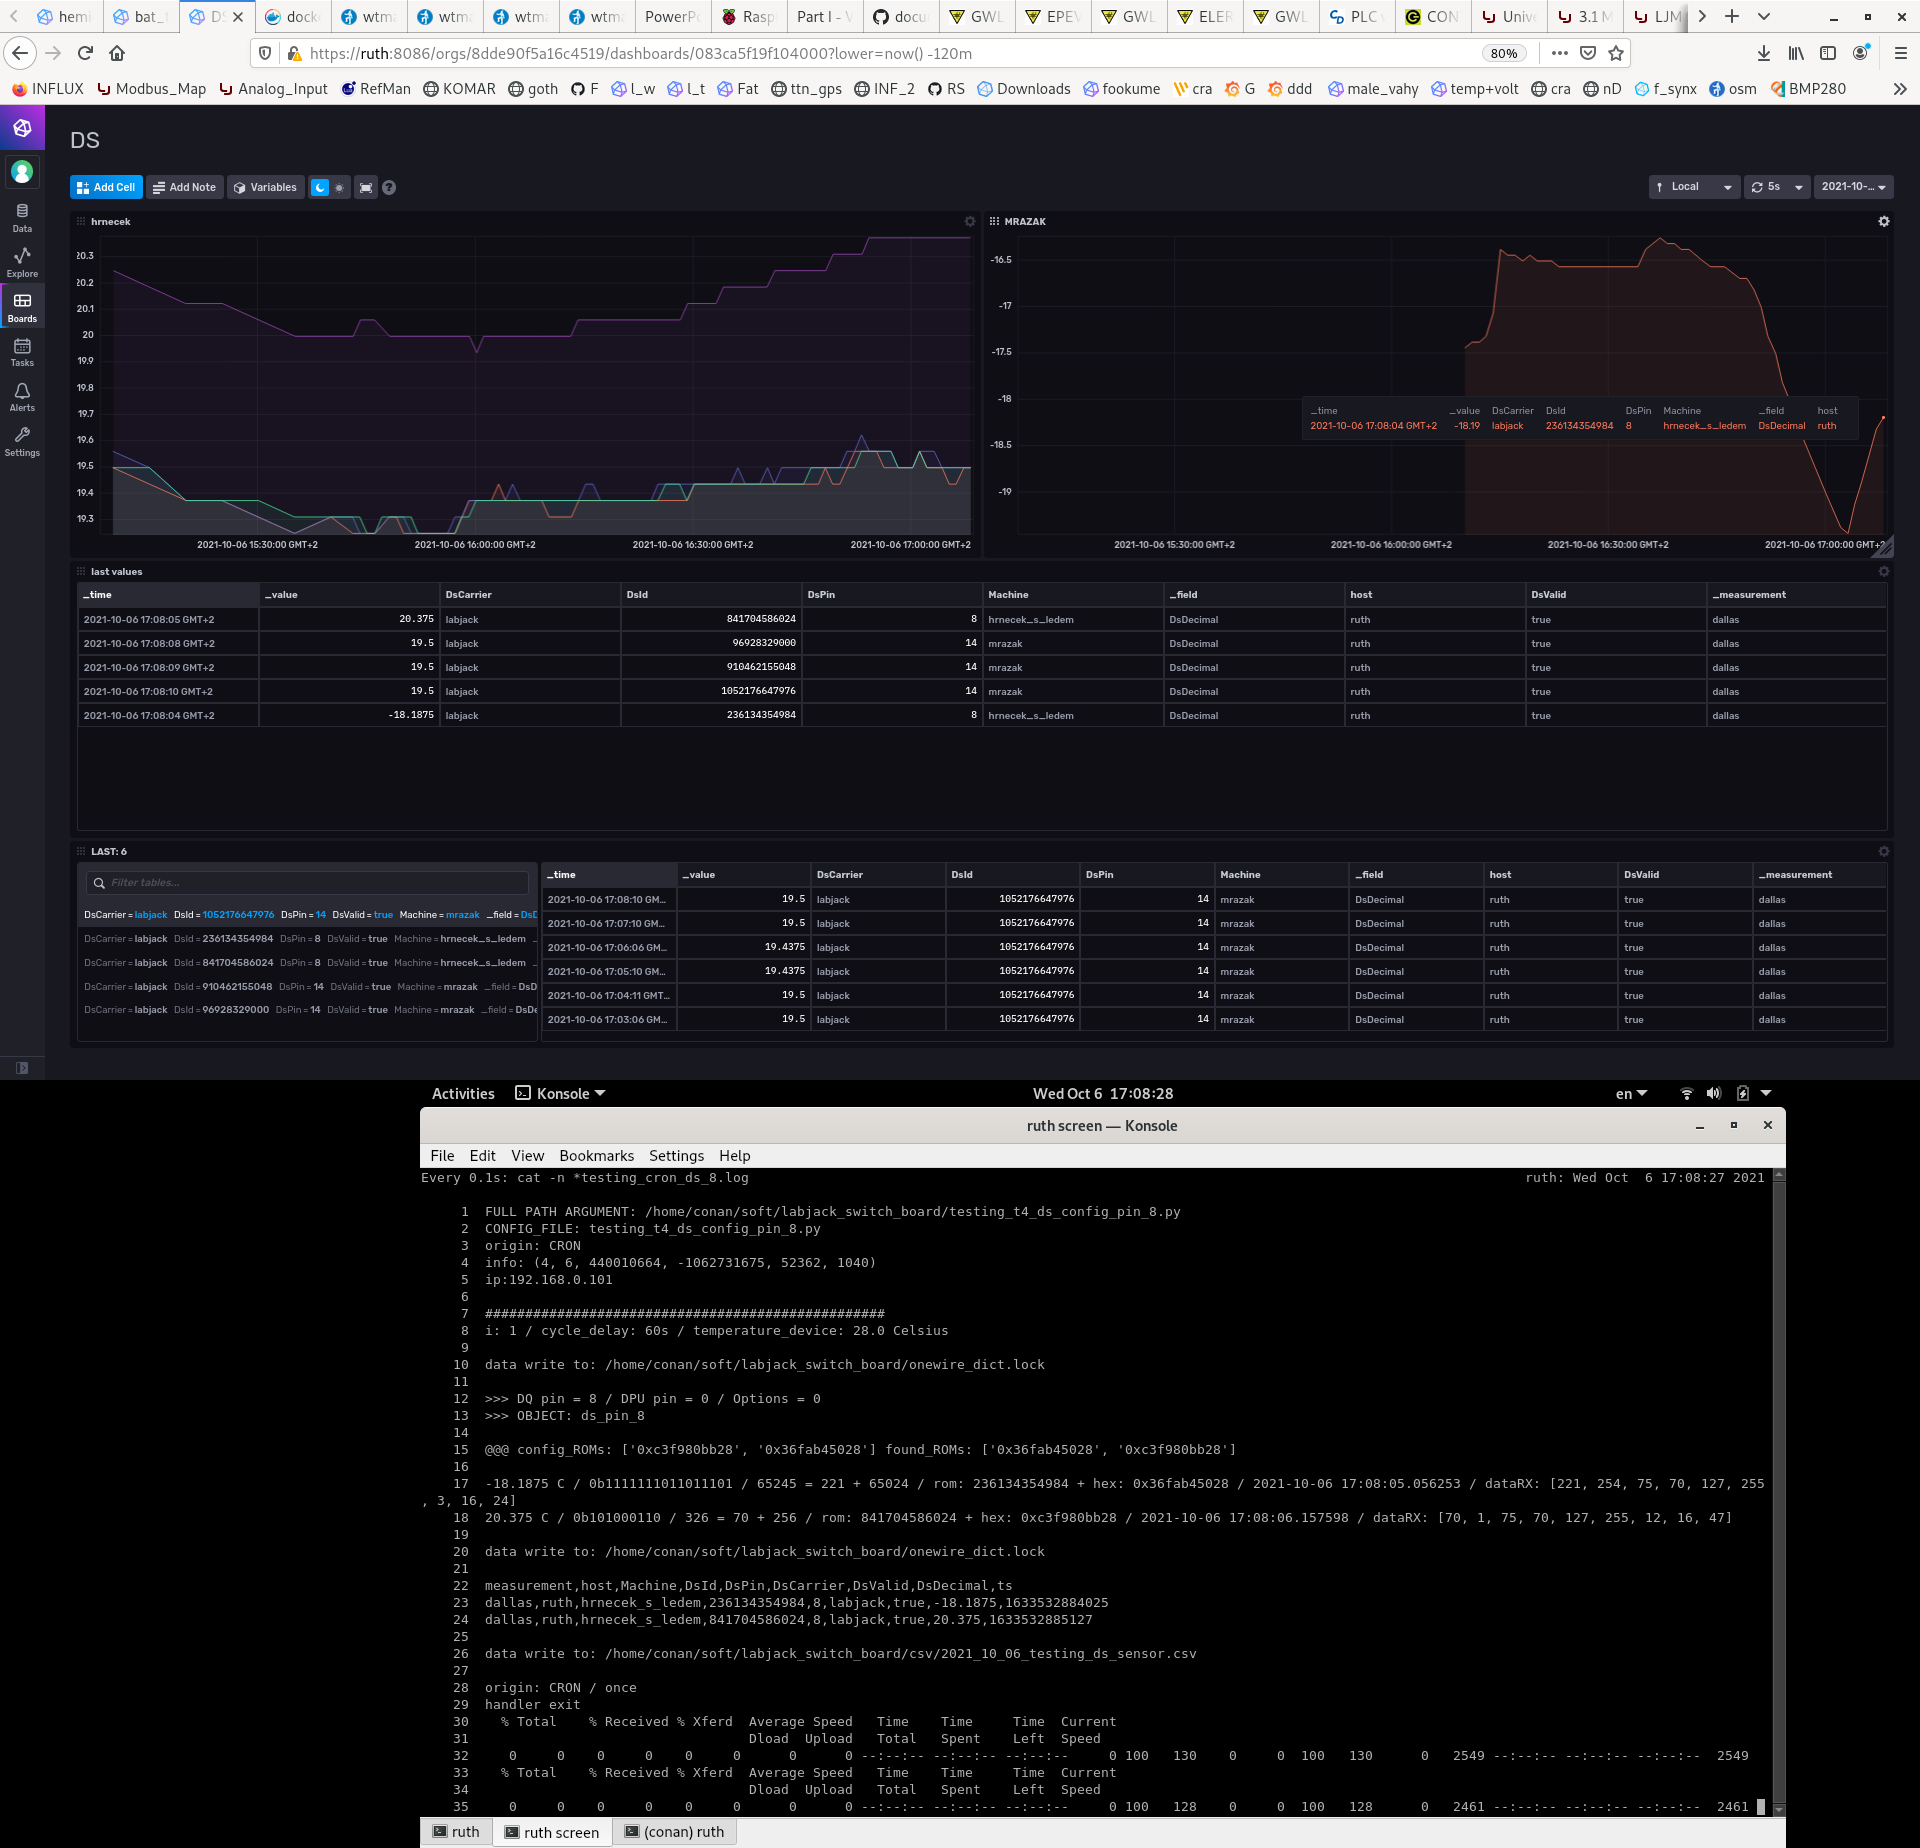 hemi
bat_
DS
docke
wtma
wtma
wtma
wtma
PowerPo
Rasp
Part I - V
docu
GWL
EPEV
GWL
ELER
GWL
PLC
CON
Unive
3.1 M
LJM
https://ruth:8086/orgs/8dde90f5a16c4519/dashboards/083ca5f19f104000?lower=now() -120m
80%
INFLUX Modbus_Map Analog_Input RefMan KOMAR goth F l_w l_t Fat ttn_gps INF_2 RS Downloads fookume cra G ddd male_vahy temp+volt cra nD f_synx osm BMP280
DS
Add Cell Add Note Variables
Local 5s 2021-10-...
Data
Explore
Boards
Tasks
Alerts
Settings
hrnecek
20.3
20.2
20.1
20
19.9
19.8
19.7
19.6
19.5
19.4
19.3
2021-10-06 15:30:00 GMT+2 2021-10-06 16:00:00 GMT+2 2021-10-06 16:30:00 GMT+2 2021-10-06 17:00:00 GMT+2
MRAZAK
-16.5
-17
-17.5
-18
-18.5
-19
_time _value DsCarrier DsId DsPin Machine _field host
2021-10-06 17:08:04 GMT+2 -18.19 labjack 236134354984 8 hrnecek_s_ledem DsDecimal ruth
2021-10-06 15:30:00 GMT+2 2021-10-06 16:00:00 GMT+2 2021-10-06 16:30:00 GMT+2 2021-10-06 17:00:00 GMT+2
last values
_time _value DsCarrier DsId DsPin Machine _field host DsValid _measurement
2021-10-06 17:08:05 GMT+2 20.375 labjack 841704586024 8 hrnecek_s_ledem DsDecimal ruth true dallas
2021-10-06 17:08:08 GMT+2 19.5 labjack 96928329000 14 mrazak DsDecimal ruth true dallas
2021-10-06 17:08:09 GMT+2 19.5 labjack 910462155048 14 mrazak DsDecimal ruth true dallas
2021-10-06 17:08:10 GMT+2 19.5 labjack 1052176647976 14 mrazak DsDecimal ruth true dallas
2021-10-06 17:08:04 GMT+2 -18.1875 labjack 236134354984 8 hrnecek_s_ledem DsDecimal ruth true dallas
LAST: 6
Filter tables...
DsCarrier = labjack DsId = 1052176647976 DsPin = 14 DsValid = true Machine = mrazak _field = DsD
DsCarrier = labjack DsId = 236134354984 DsPin = 8 DsValid = true Machine = hrnecek_s_ledem _
DsCarrier = labjack DsId = 841704586024 DsPin = 8 DsValid = true Machine = hrnecek_s_ledem _
DsCarrier = labjack DsId = 910462155048 DsPin = 14 DsValid = true Machine = mrazak _field = DsD
DsCarrier = labjack DsId = 96928329000 DsPin = 14 DsValid = true Machine = mrazak _field = DsDe
_time _value DsCarrier DsId DsPin Machine _field host DsValid _measurement
2021-10-06 17:08:10 GM... 19.5 labjack 1052176647976 14 mrazak DsDecimal ruth true dallas
2021-10-06 17:07:10 GM... 19.5 labjack 1052176647976 14 mrazak DsDecimal ruth true dallas
2021-10-06 17:06:06 GM... 19.4375 labjack 1052176647976 14 mrazak DsDecimal ruth true dallas
2021-10-06 17:05:10 GM... 19.4375 labjack 1052176647976 14 mrazak DsDecimal ruth true dallas
2021-10-06 17:04:11 GMT... 19.5 labjack 1052176647976 14 mrazak DsDecimal ruth true dallas
2021-10-06 17:03:06 GM... 19.5 labjack 1052176647976 14 mrazak DsDecimal ruth true dallas
Activities Konsole Wed Oct 6 17:08:28 en
ruth screen — Konsole
File Edit View Bookmarks Settings Help
Every 0.1s: cat -n *testing_cron_ds_8.log ruth: Wed Oct 6 17:08:27 2021
1 FULL PATH ARGUMENT: /home/conan/soft/labjack_switch_board/testing_t4_ds_config_pin_8.py
2 CONFIG_FILE: testing_t4_ds_config_pin_8.py
3 origin: CRON
4 info: (4, 6, 440010664, -1062731675, 52362, 1040)
5 ip:192.168.0.101
6
7 ##################################################
8 i: 1 / cycle_delay: 60s / temperature_device: 28.0 Celsius
9
10 data write to: /home/conan/soft/labjack_switch_board/onewire_dict.lock
11
12 >>> DQ pin = 8 / DPU pin = 0 / Options = 0
13 >>> OBJECT: ds_pin_8
14
15 @@@ config_ROMs: ['0xc3f980bb28', '0x36fab45028'] found_ROMs: ['0x36fab45028', '0xc3f980bb28']
16
17 -18.1875 C / 0b1111111011011101 / 65245 = 221 + 65024 / rom: 236134354984 + hex: 0x36fab45028 / 2021-10-06 17:08:05.056253 / dataRX: [221, 254, 75, 70, 127, 255
, 3, 16, 24]
18 20.375 C / 0b101000110 / 326 = 70 + 256 / rom: 841704586024 + hex: 0xc3f980bb28 / 2021-10-06 17:08:06.157598 / dataRX: [70, 1, 75, 70, 127, 255, 12, 16, 47]
19
20 data write to: /home/conan/soft/labjack_switch_board/onewire_dict.lock
21
22 measurement,host,Machine,DsId,DsPin,DsCarrier,DsValid,DsDecimal,ts
23 dallas,ruth,hrnecek_s_ledem,236134354984,8,labjack,true,-18.1875,1633532884025
24 dallas,ruth,hrnecek_s_ledem,841704586024,8,labjack,true,20.375,1633532885127
25
26 data write to: /home/conan/soft/labjack_switch_board/csv/2021_10_06_testing_ds_sensor.csv
27
28 origin: CRON / once
29 handler exit
30 % Total % Received % Xferd Average Speed Time Time Time Current
31 Dload Upload Total Spent Left Speed
32 0 0 0 0 0 0 0 0 --:--:-- --:--:-- --:--:-- 0 100 130 0 0 100 130 0 2549 --:--:-- --:--:-- --:--:-- 2549
33 % Total % Received % Xferd Average Speed Time Time Time Current
34 Dload Upload Total Spent Left Speed
35 0 0 0 0 0 0 0 0 --:--:-- --:--:-- --:--:-- 0 100 128 0 0 100 128 0 2461 --:--:-- --:--:-- --:--:-- 2461
ruth ruth screen (conan) ruth